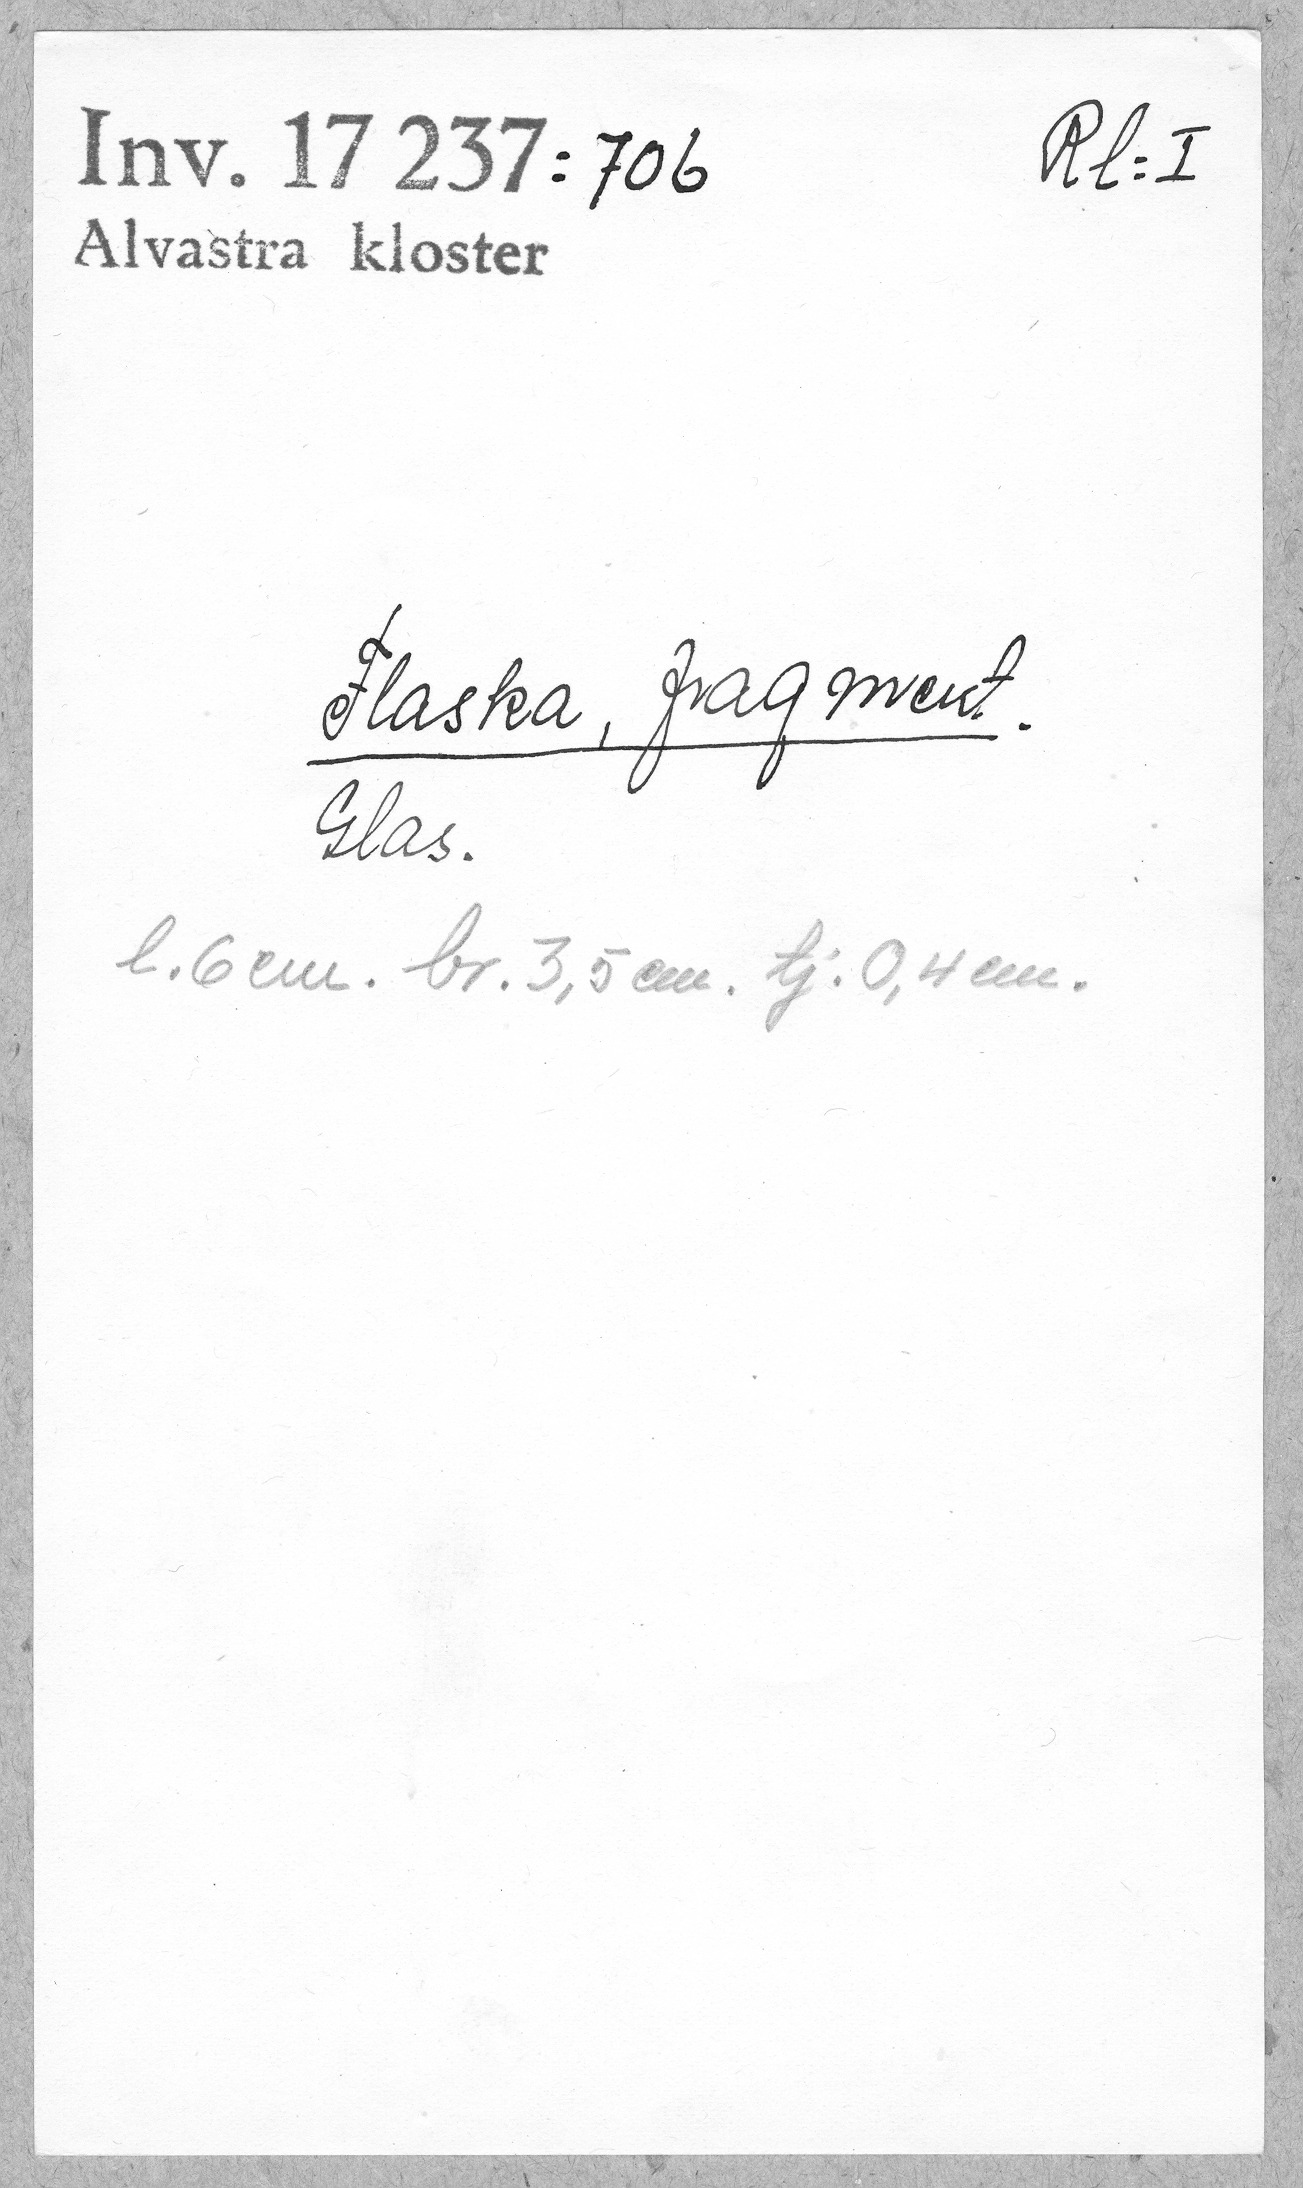 Inv. 17 237:706 Rl:I
Alvastra kloster
Flaska, fragment.
Glas.
l. 6 cm. br. 3,5 cm. tj. 0,4 cm.